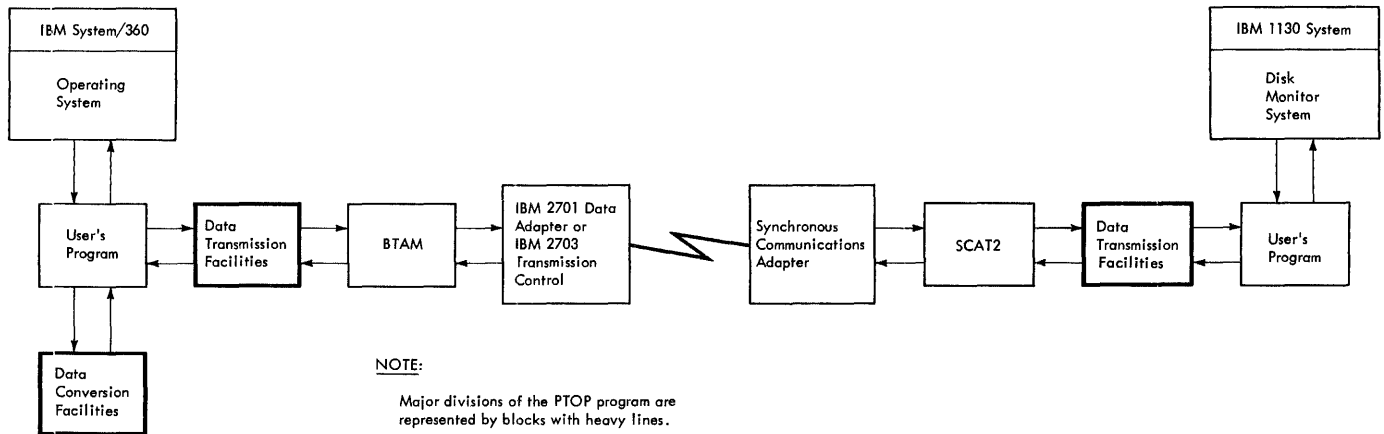 IBM System/360
Operating
System
IBM 1130 System
Disk
Monitor
System
User's
Program
Data
Transmission
Facilities
BTAM
IBM 2701 Data
Adapter or
IBM 2703
Transmission
Control
Synchronous
Communications
Adapter
SCAT2
Data
Transmission
Facilities
User's
Program
Data
Conversion
Facilities
NOTE:
Major divisions of the PTOP program are
represented by blocks with heavy lines.